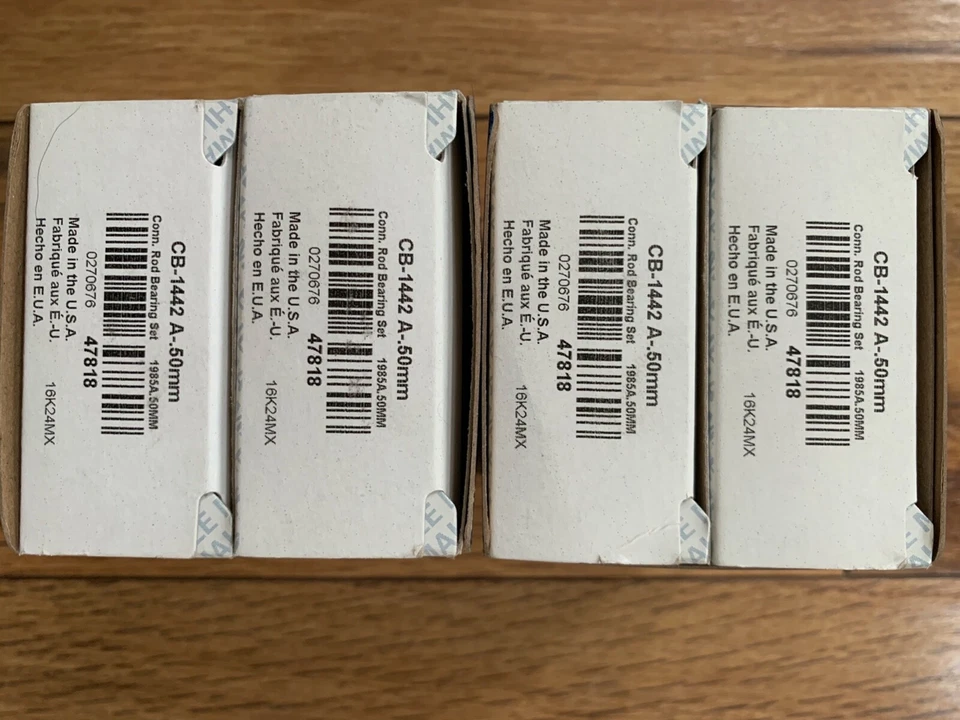 CB-1442 A-.50mm
Conn. Rod Bearing Set 1985A.50MM
0270676 47818
Made in the U.S.A.
Fabriqué aux É.-U. 16K24MX
Hecho en E.U.A.
CB-1442 A-.50mm
Conn. Rod Bearing Set 1985A.50MM
0270676 47818
Made in the U.S.A.
Fabriqué aux É.-U. 16K24MX
Hecho en E.U.A.
CB-1442 A-.50mm
Conn. Rod Bearing Set 1985A.50MM
0270676 47818
Made in the U.S.A.
Fabriqué aux É.-U. 16K24MX
Hecho en E.U.A.
CB-1442 A-.50mm
Conn. Rod Bearing Set 1985A.50MM
0270676 47818
Made in the U.S.A.
Fabriqué aux É.-U. 16K24MX
Hecho en E.U.A.